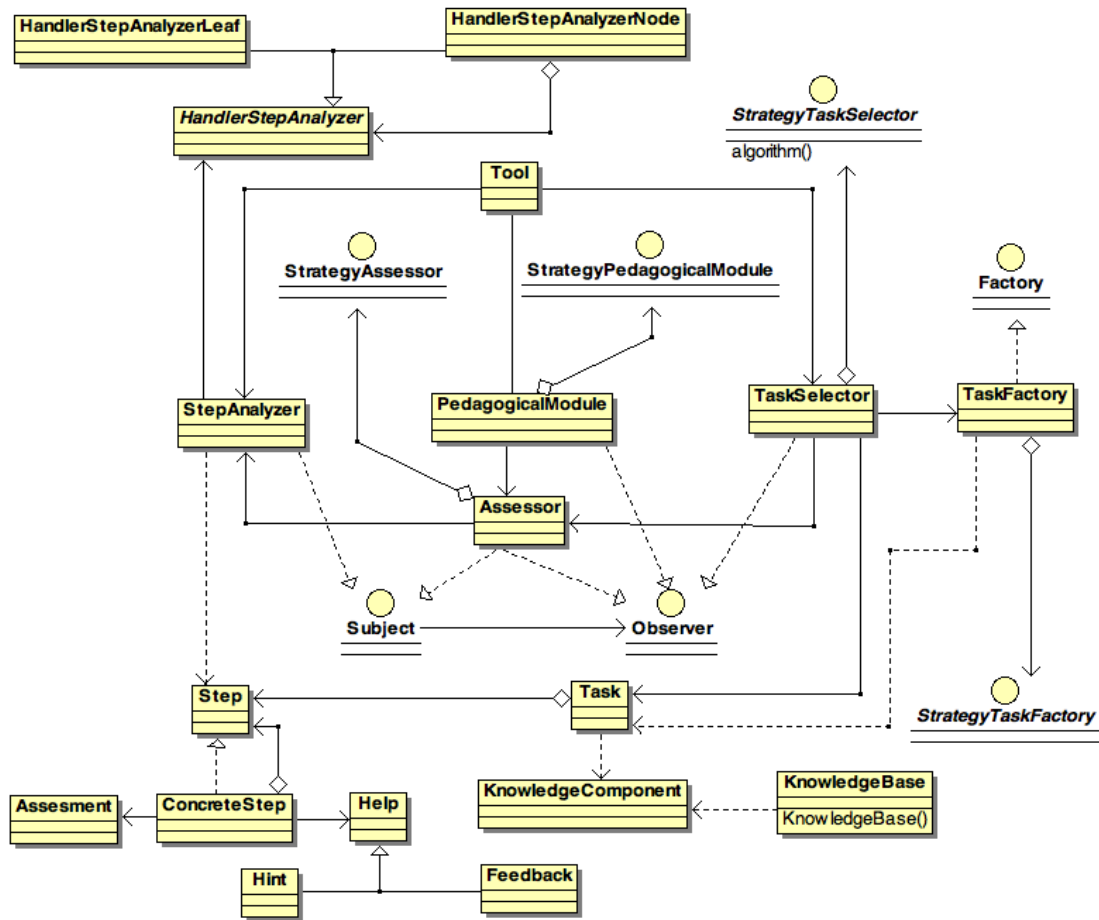 HandlerStepAnalyzerLeaf
HandlerStepAnalyzerNode
HandlerStepAnalyzer
StrategyTaskSelector
algorithm()
Tool
StrategyAssessor
StrategyPedagogicalModule
Factory
StepAnalyzer
PedagogicalModule
TaskSelector
TaskFactory
Assessor
Subject
Observer
Step
Task
StrategyTaskFactory
Assesment
ConcreteStep
Help
KnowledgeComponent
KnowledgeBase
KnowledgeBase()
Hint
Feedback